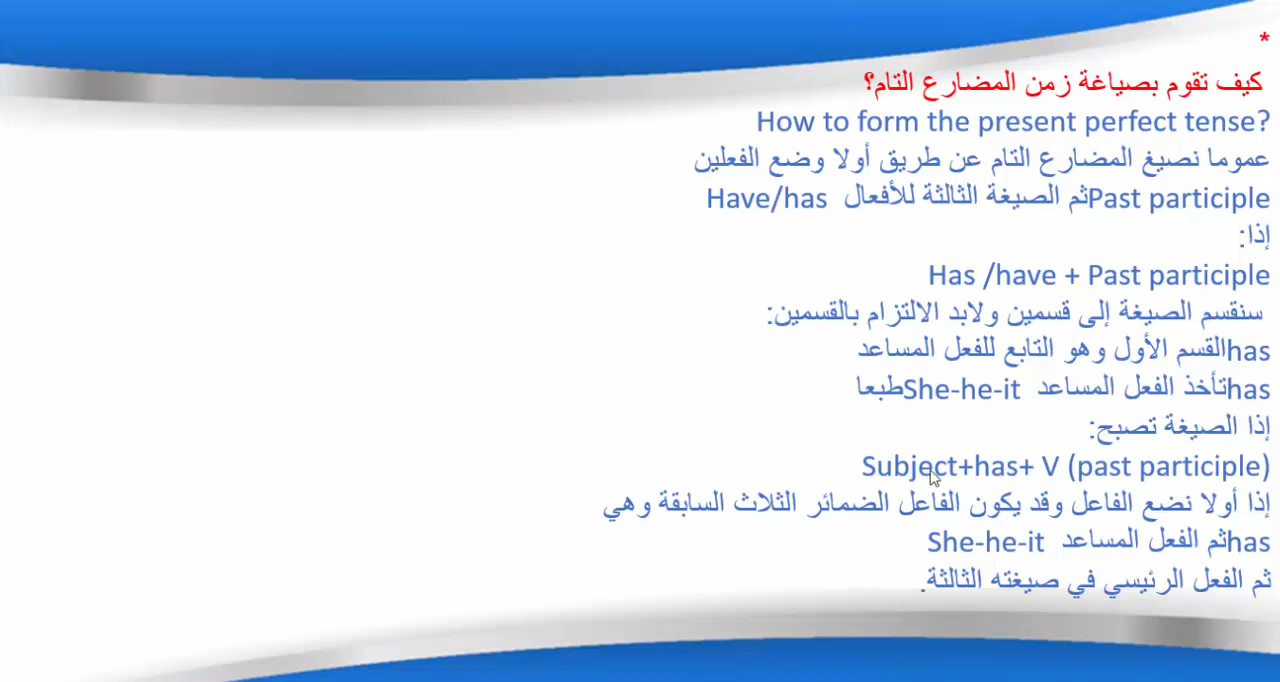 *
كيف تقوم بصياغة زمن المضارع التام؟
How to form the present perfect tense?
عموما نصيغ المضارع التام عن طريق أولا وضع الفعلين
Have/has ثم الصيغة الثالثة للأفعال Past participle
إذا:
Has /have + Past participle
سنقسم الصيغة إلى قسمين ولابد الالتزام بالقسمين:
القسم الأول وهو التابع للفعل المساعد has
طبعا She-he-it تأخذ الفعل المساعد has
إذا الصيغة تصبح:
Subject+has+ V (past participle)
إذا أولا نضع الفاعل وقد يكون الفاعل الضمائر الثلاث السابقة وهي
She-he-it ثم الفعل المساعد has
ثم الفعل الرئيسي في صيغته الثالثة.